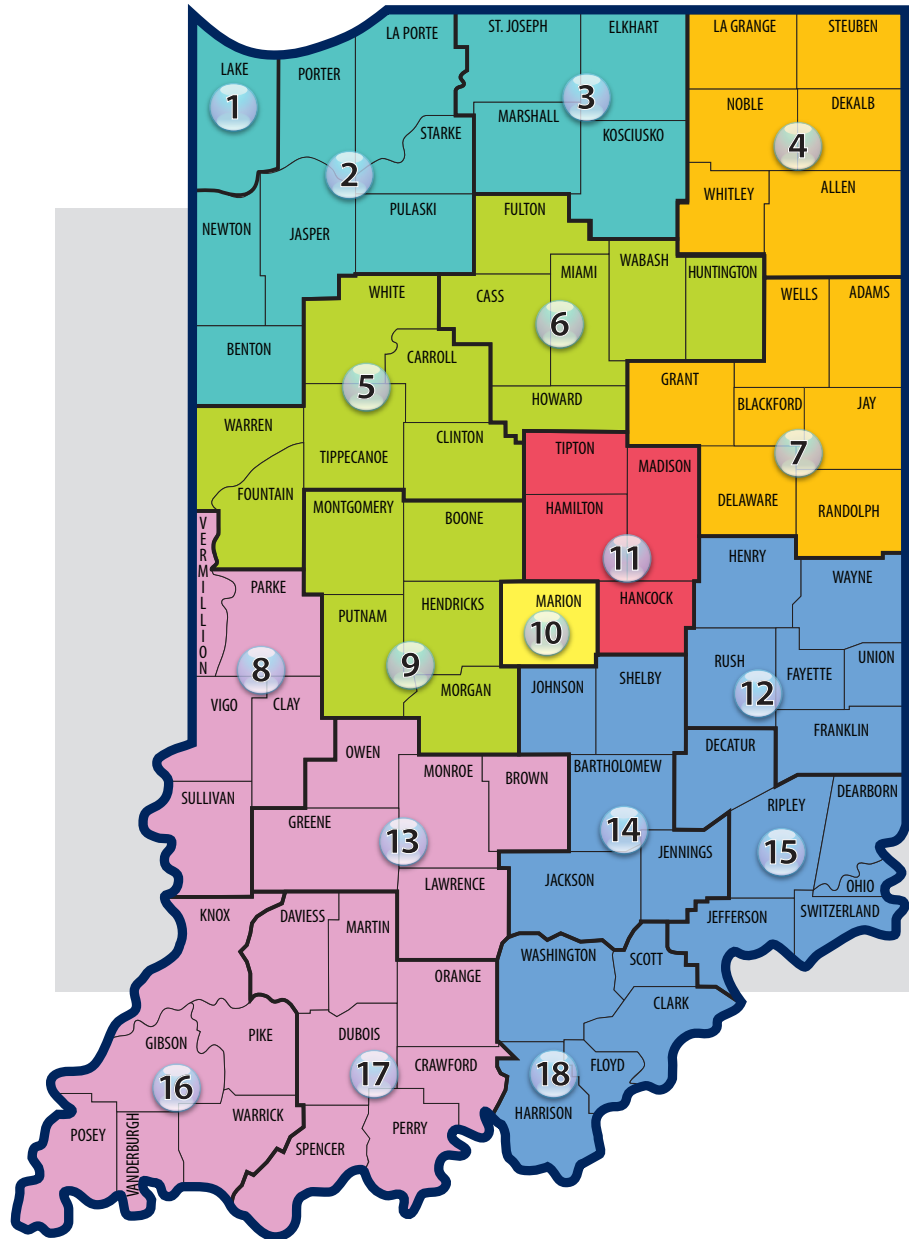 LA PORTE
ST. JOSEPH
ELKHART
LA GRANGE
STEUBEN
LAKE
PORTER
1
3
NOBLE
DEKALB
MARSHALL
STARKE
KOSCIUSKO
4
2
WHITLEY
ALLEN
PULASKI
FULTON
NEWTON
JASPER
WABASH
MIAMI
HUNTINGTON
WHITE
CASS
WELLS
ADAMS
6
BENTON
CARROLL
GRANT
5
HOWARD
BLACKFORD
JAY
WARREN
CLINTON
TIPPECANOE
TIPTON
MADISON
7
FOUNTAIN
MONTGOMERY
BOONE
HAMILTON
DELAWARE
RANDOLPH
VERMILLION
11
HENRY
WAYNE
PARKE
PUTNAM
HENDRICKS
MARION
HANCOCK
10
8
9
RUSH
FAYETTE
UNION
MORGAN
JOHNSON
SHELBY
12
VIGO
CLAY
FRANKLIN
OWEN
DECATUR
MONROE
BROWN
BARTHOLOMEW
SULLIVAN
RIPLEY
DEARBORN
GREENE
13
14
15
JENNINGS
LAWRENCE
JACKSON
OHIO
KNOX
DAVIESS
MARTIN
JEFFERSON
SWITZERLAND
WASHINGTON
SCOTT
ORANGE
CLARK
GIBSON
PIKE
DUBOIS
CRAWFORD
FLOYD
16
17
18
WARRICK
HARRISON
POSEY
VANDERBURGH
SPENCER
PERRY